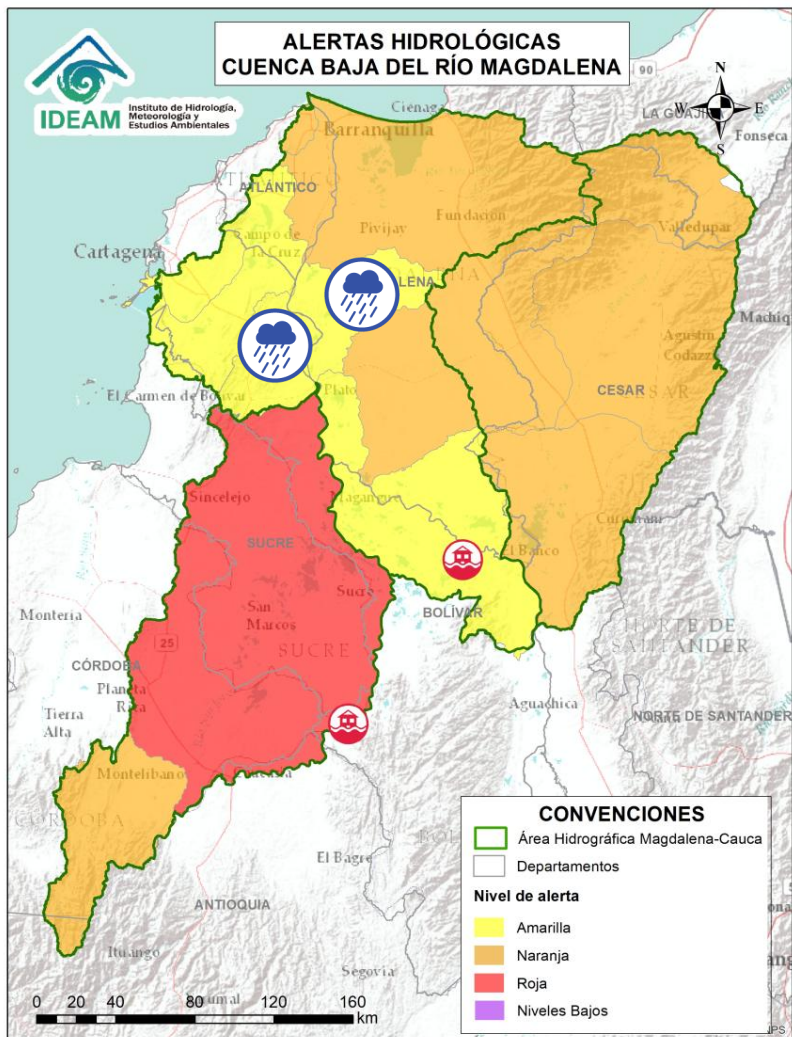 ALERTAS HIDROLÓGICAS
CUENCA BAJA DEL RÍO MAGDALENA
IDEAM
Instituto de Hidrología,
Meteorología y
Estudios Ambientales
N
W
E
S
90
Ciénaga
LA GUAJIRA
Fonseca
Barranquilla
ATLÁNTICO
Pivijay
Fundación
Valledupar
Cartagena
Campo de
la Cruz
LENA
Machiq
Agustín
Codazzi
CESAR
El Carmen de Bolívar
Plato
Sincelejo
Magangué
SUCRE
El Banco
Sucre
BOLÍVAR
Montería
San
Marcos
SUCRE
NORTE DE
SANTANDER
25
CÓRDOBA
Planeta
Rica
Tierra
Alta
Aguachica
NORTE DE SANTANDER
Montelíbano
CÓRDOBA
El Bagre
ANTIOQUIA
Ituango
Segovia
0 20 40 80 120 160
km
CONVENCIONES
Área Hidrográfica Magdalena-Cauca
Departamentos
Nivel de alerta
Amarilla
Naranja
Roja
Niveles Bajos